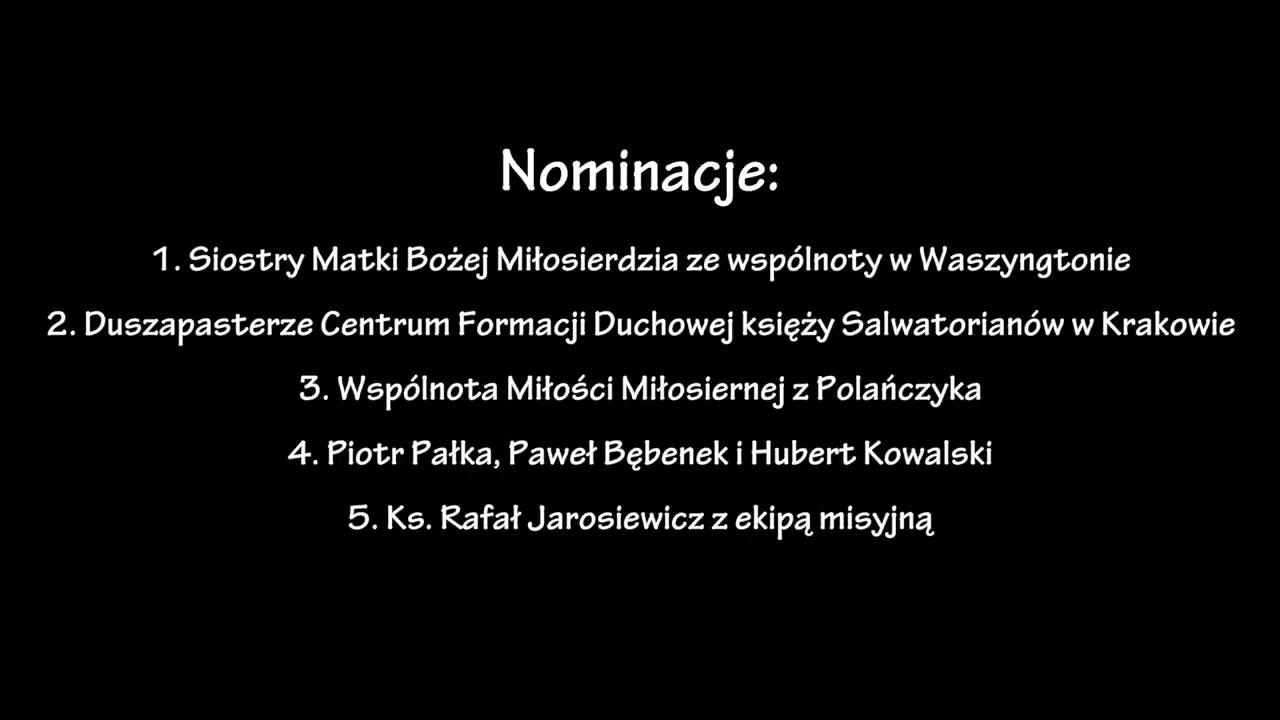 Nominacje:
1. Siostry Matki Bożej Miłosierdzia ze wspólnoty w Waszyngtonie
2. Duszapasterze Centrum Formacji Duchowej księży Salwatorianów w Krakowie
3. Wspólnota Miłości Miłosiernej z Polańczyka
4. Piotr Pałka, Paweł Bębenek i Hubert Kowalski
5. Ks. Rafał Jarosiewicz z ekipą misyjną